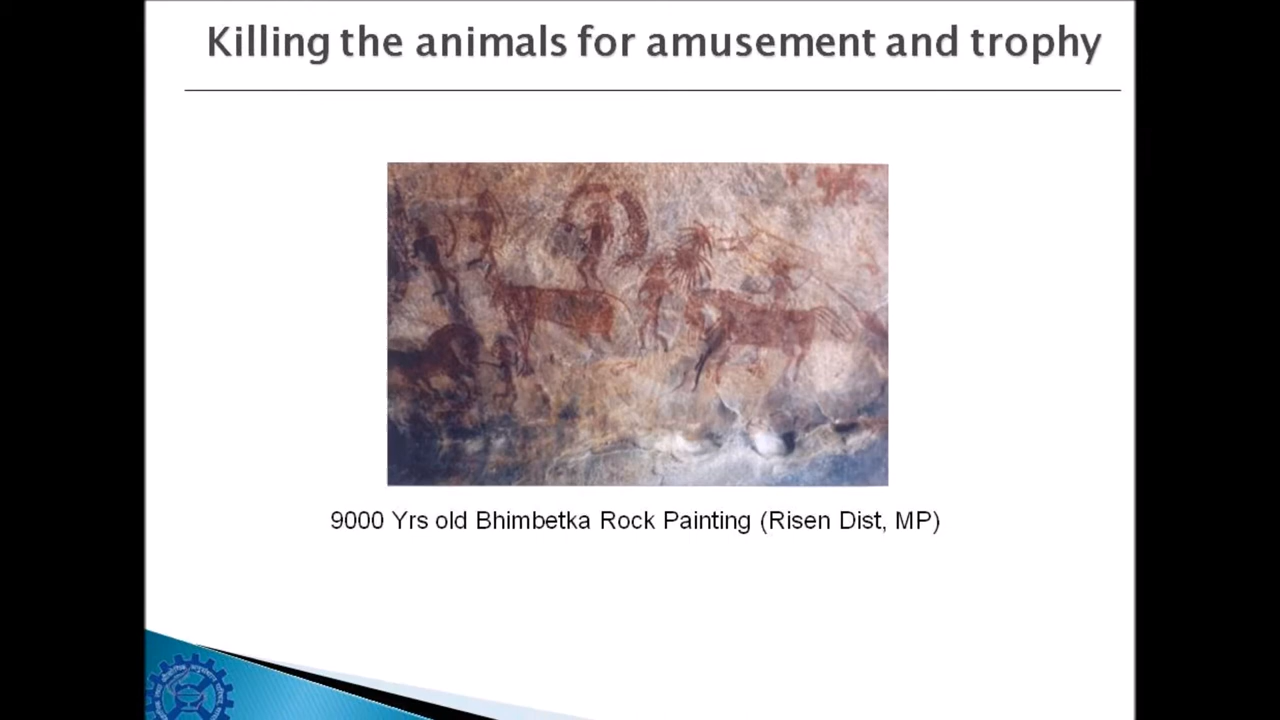 Killing the animals for amusement and trophy
9000 Yrs old Bhimbetka Rock Painting (Risen Dist, MP)